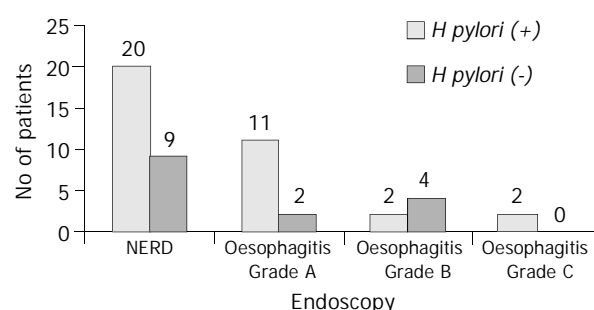 25
20
15
10
5
0
No of patients
H pylori (+)
H pylori (-)
20
9
11
2
2
4
2
0
NERD
Oesophagitis
Grade A
Oesophagitis
Grade B
Oesophagitis
Grade C
Endoscopy